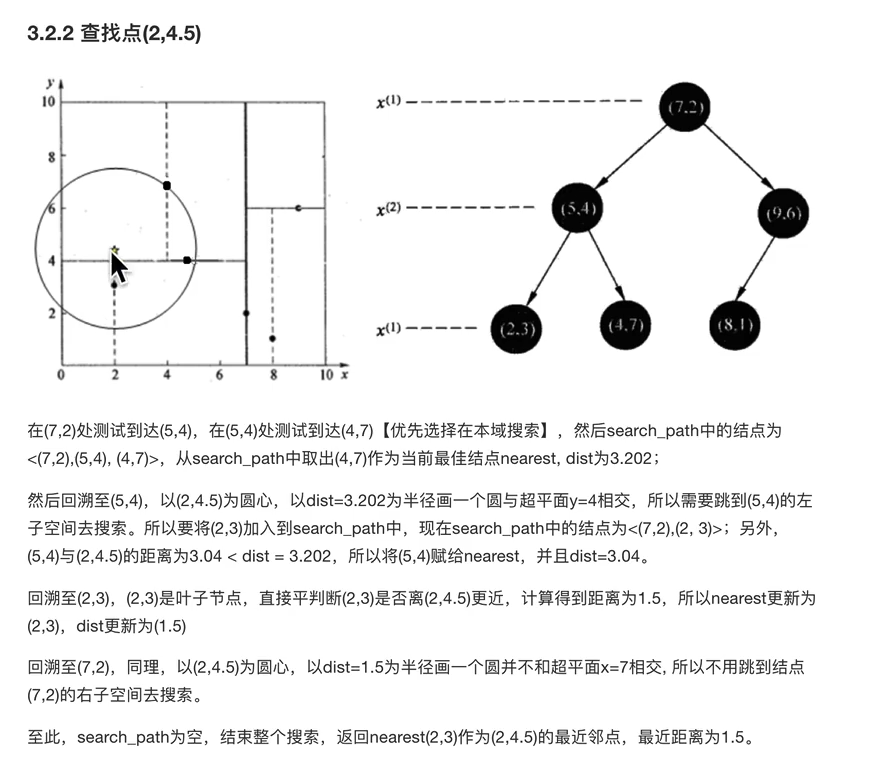 3.2.2 查找点(2,4.5)
y
10
8
6
4
2
0 2 4 6 8 10 x
x(1)
(7,2)
x(2)
(5,4)
(9,6)
x(1)
(2,3)
(4,7)
(8,1)
在(7,2)处测试到达(5,4)，在(5,4)处测试到达(4,7)【优先选择在本域搜索】，然后search_path中的结点为
<(7,2),(5,4), (4,7)>，从search_path中取出(4,7)作为当前最佳结点nearest, dist为3.202；
然后回溯至(5,4)，以(2,4.5)为圆心，以dist=3.202为半径画一个圆与超平面y=4相交，所以需要跳到(5,4)的左
子空间去搜索。所以要将(2,3)加入到search_path中，现在search_path中的结点为<(7,2),(2, 3)>；另外，
(5,4)与(2,4.5)的距离为3.04 < dist = 3.202，所以将(5,4)赋给nearest，并且dist=3.04。
回溯至(2,3)，(2,3)是叶子节点，直接平判断(2,3)是否离(2,4.5)更近，计算得到距离为1.5，所以nearest更新为
(2,3)，dist更新为(1.5)
回溯至(7,2)，同理，以(2,4.5)为圆心，以dist=1.5为半径画一个圆并不和超平面x=7相交, 所以不用跳到结点
(7,2)的右子空间去搜索。
至此，search_path为空，结束整个搜索，返回nearest(2,3)作为(2,4.5)的最近邻点，最近距离为1.5。